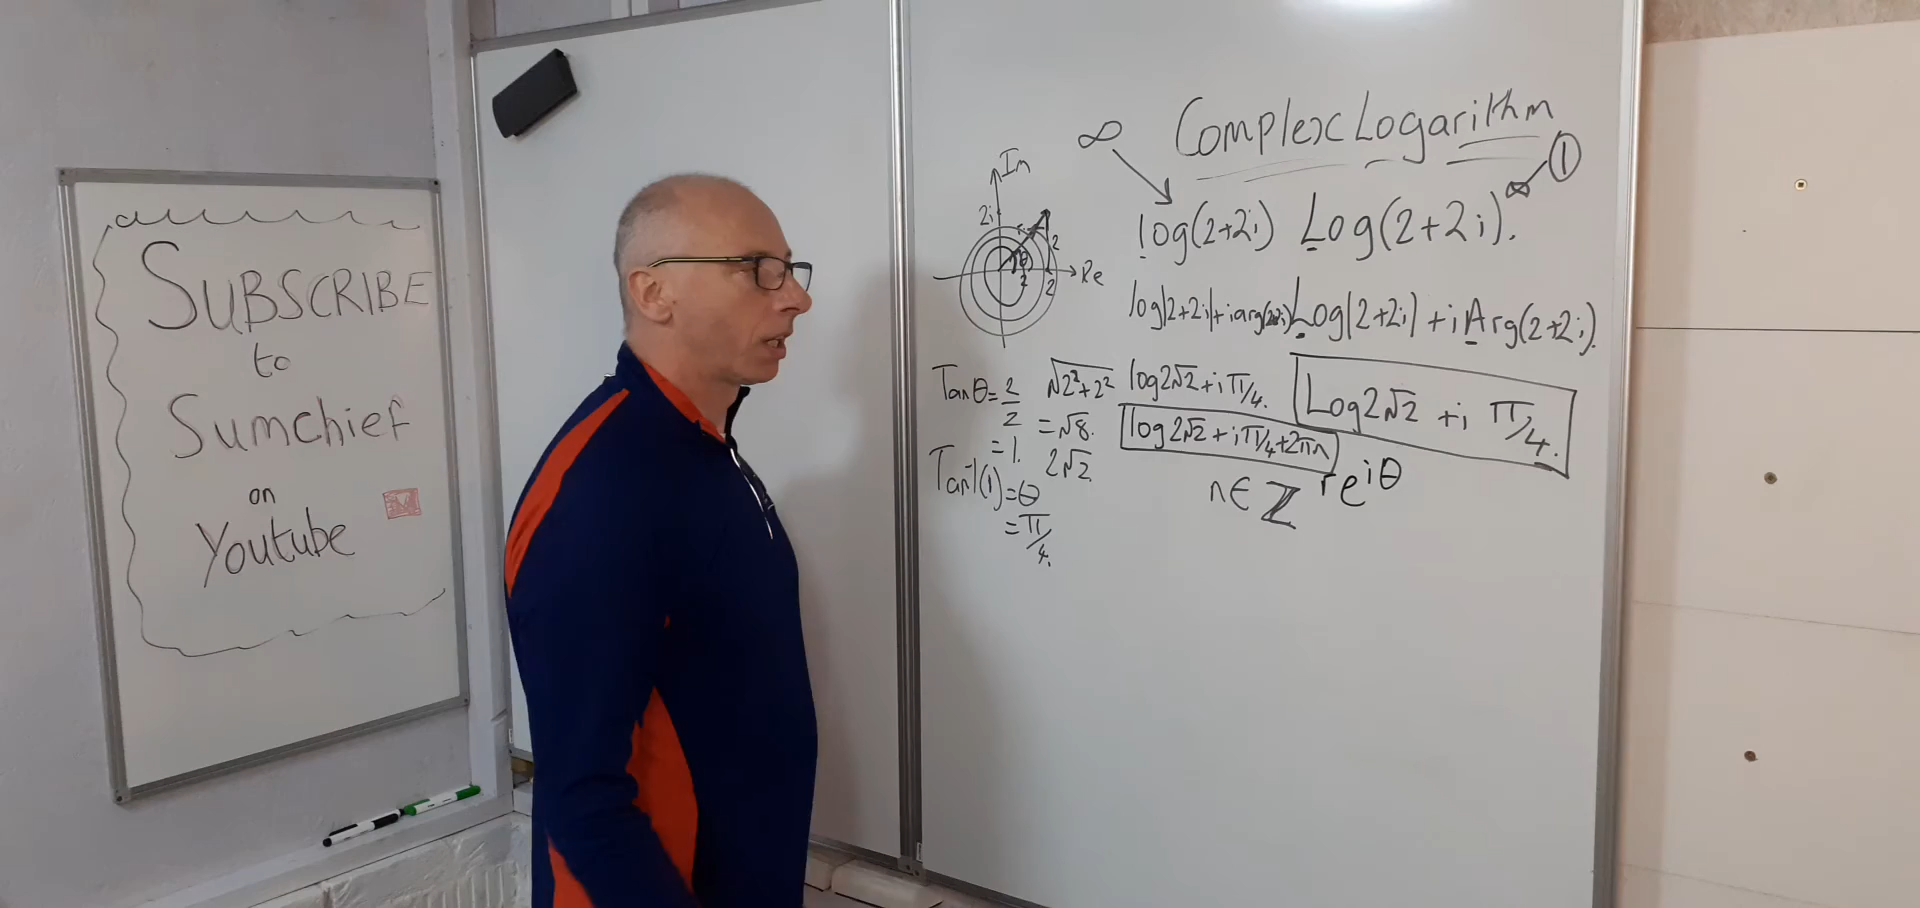 SUBSCRIBE
to
Sumchief
on
Youtube
Complex Logarithm
∞
①
log(2+2i) Log(2+2i).
log|2+2i|+iarg(2+2i) Log|2+2i| + iArg(2+2i).
log2√2+iπ/4. Log2√2 + i π/4.
log2√2+iπ/4+2πn
n∈ℤ
re^iθ
Im
2i
r
2
θ
2
2
Re
Tanθ=2/2
=1.
Tan⁻¹(1)=θ
=π/4.
√2²+2²
=√8.
2√2